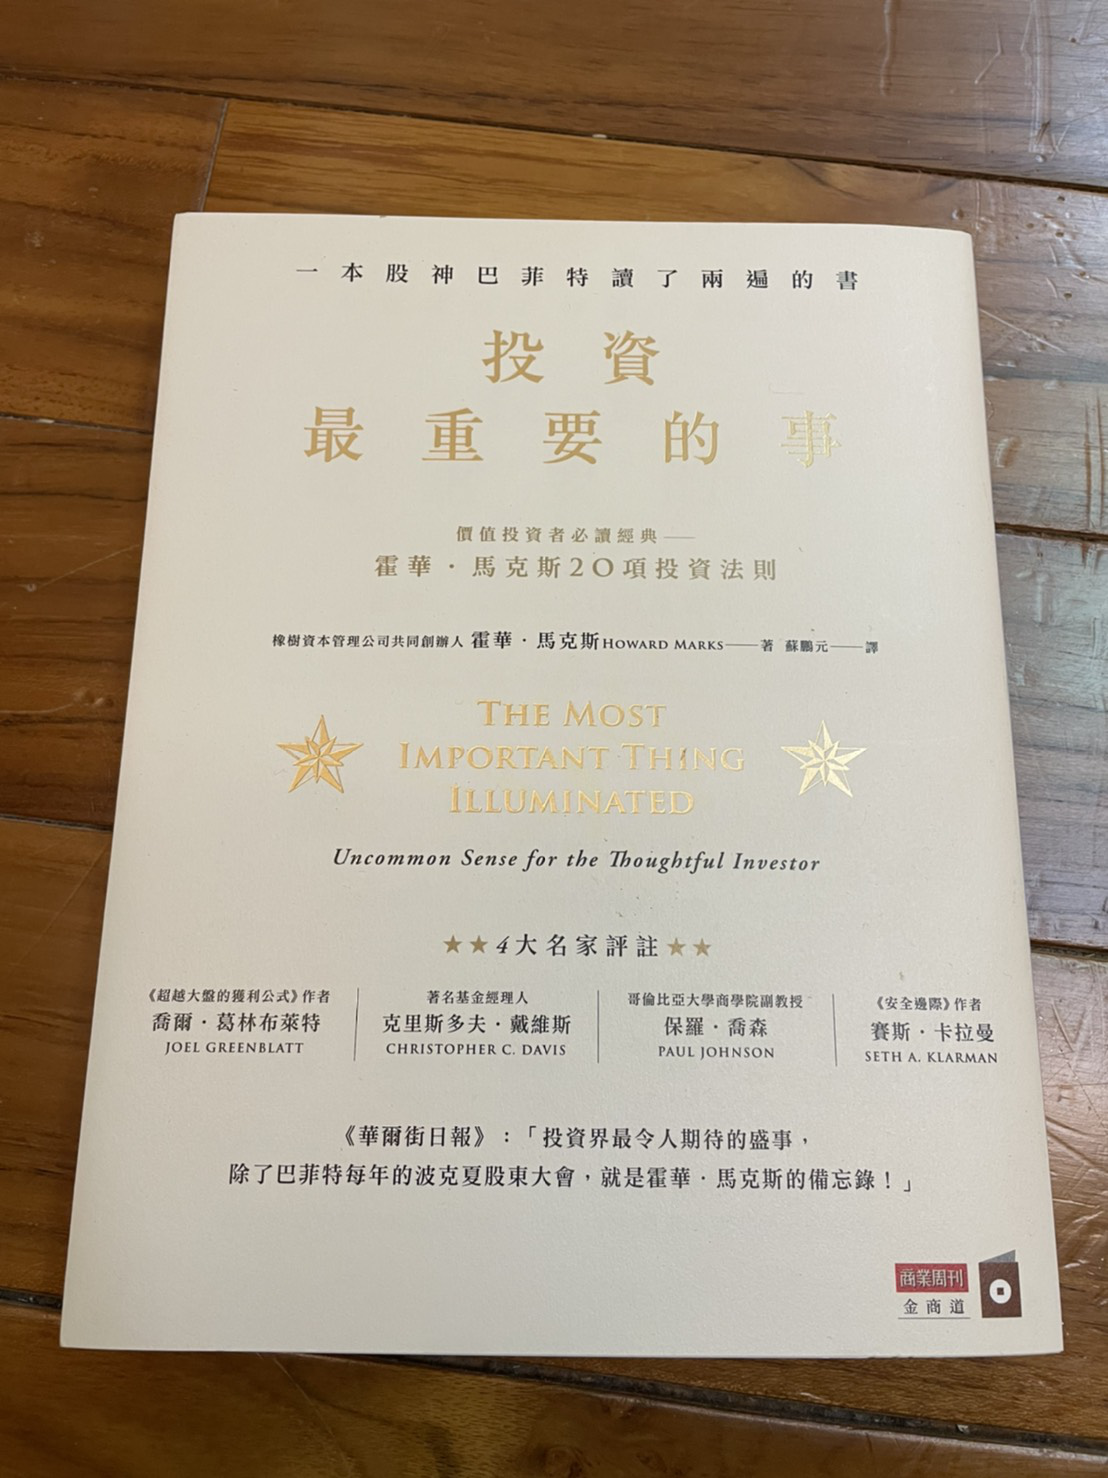 一本股神巴菲特讀了兩遍的書
投資
最重要的事
價值投資者必讀經典——
霍華．馬克斯20項投資法則
橡樹資本管理公司共同創辦人 霍華．馬克斯HOWARD MARKS——著 蘇鵬元——譯
THE MOST
IMPORTANT THING
ILLUMINATED
Uncommon Sense for the Thoughtful Investor
★★4大名家評註★★
《超越大盤的獲利公式》作者
喬爾．葛林布萊特
JOEL GREENBLATT
著名基金經理人
克里斯多夫．戴維斯
CHRISTOPHER C. DAVIS
哥倫比亞大學商學院副教授
保羅．喬森
PAUL JOHNSON
《安全邊際》作者
賽斯．卡拉曼
SETH A. KLARMAN
《華爾街日報》：「投資界最令人期待的盛事，
除了巴菲特每年的波克夏股東大會，就是霍華．馬克斯的備忘錄！」
商業周刊
金商道